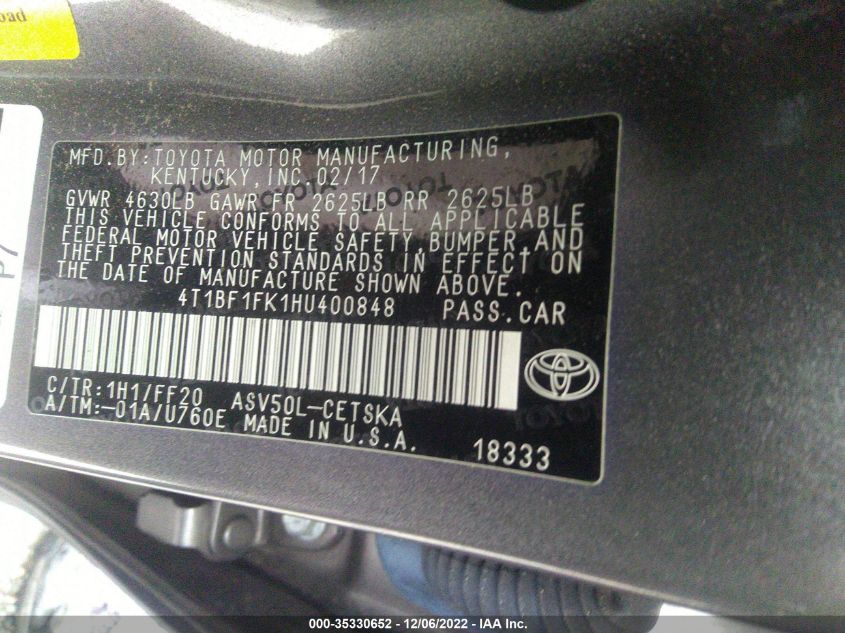 oad
MFD.BY:TOYOTA MOTOR MANUFACTURING,
KENTUCKY, INC. 02/17
GVWR 4630LB GAWR FR 2625LB RR 2625LB
THIS VEHICLE CONFORMS TO ALL APPLICABLE
FEDERAL MOTOR VEHICLE SAFETY, BUMPER, AND
THEFT PREVENTION STANDARDS IN EFFECT ON
THE DATE OF MANUFACTURE SHOWN ABOVE.
4T1BF1FK1HU400848 PASS.CAR
C/TR:1H1/FF20 ASV50L-CETSKA
A/TM:-01A/U760E MADE IN U.S.A.
18333
000-35330652 - 12/06/2022 - IAA Inc.